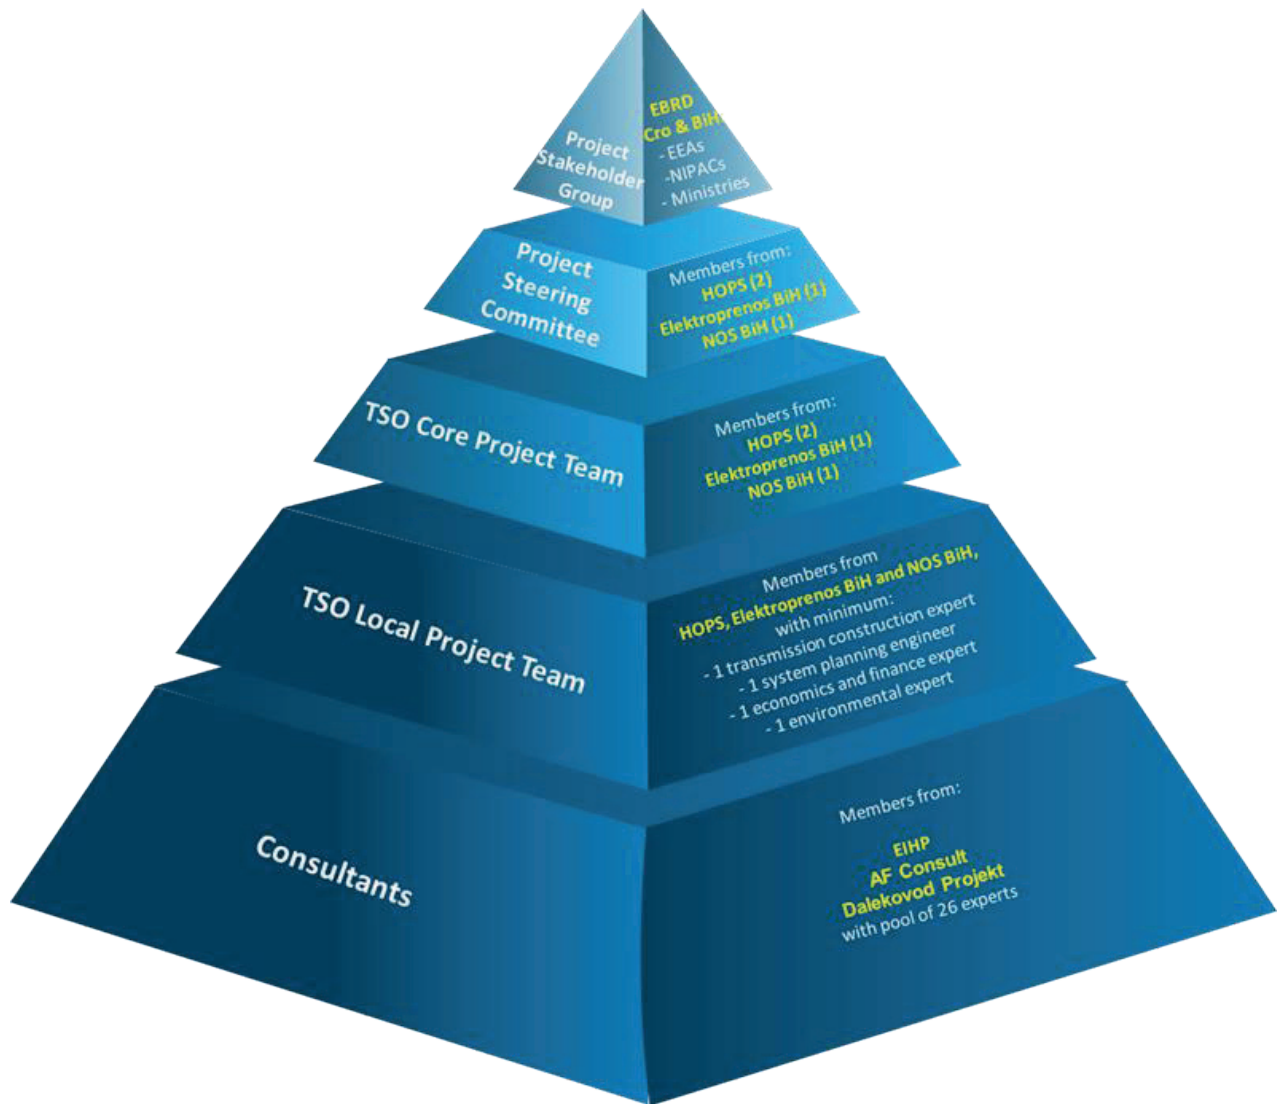 Project
Stakeholder
Group
EBRD
Cro & BiH:
- EEAs
-NIPACs
- Ministries
Project
Steering
Committee
Members from:
HOPS (2)
Elektroprenos BiH (1)
NOS BiH (1)
TSO Core Project Team
Members from:
HOPS (2)
Elektroprenos BiH (1)
NOS BiH (1)
TSO Local Project Team
Members from
HOPS, Elektroprenos BiH and NOS BiH,
with minimum:
- 1 transmission construction expert
- 1 system planning engineer
- 1 economics and finance expert
- 1 environmental expert
Consultants
Members from:
EIHP
AF Consult
Dalekovod Projekt
with pool of 26 experts